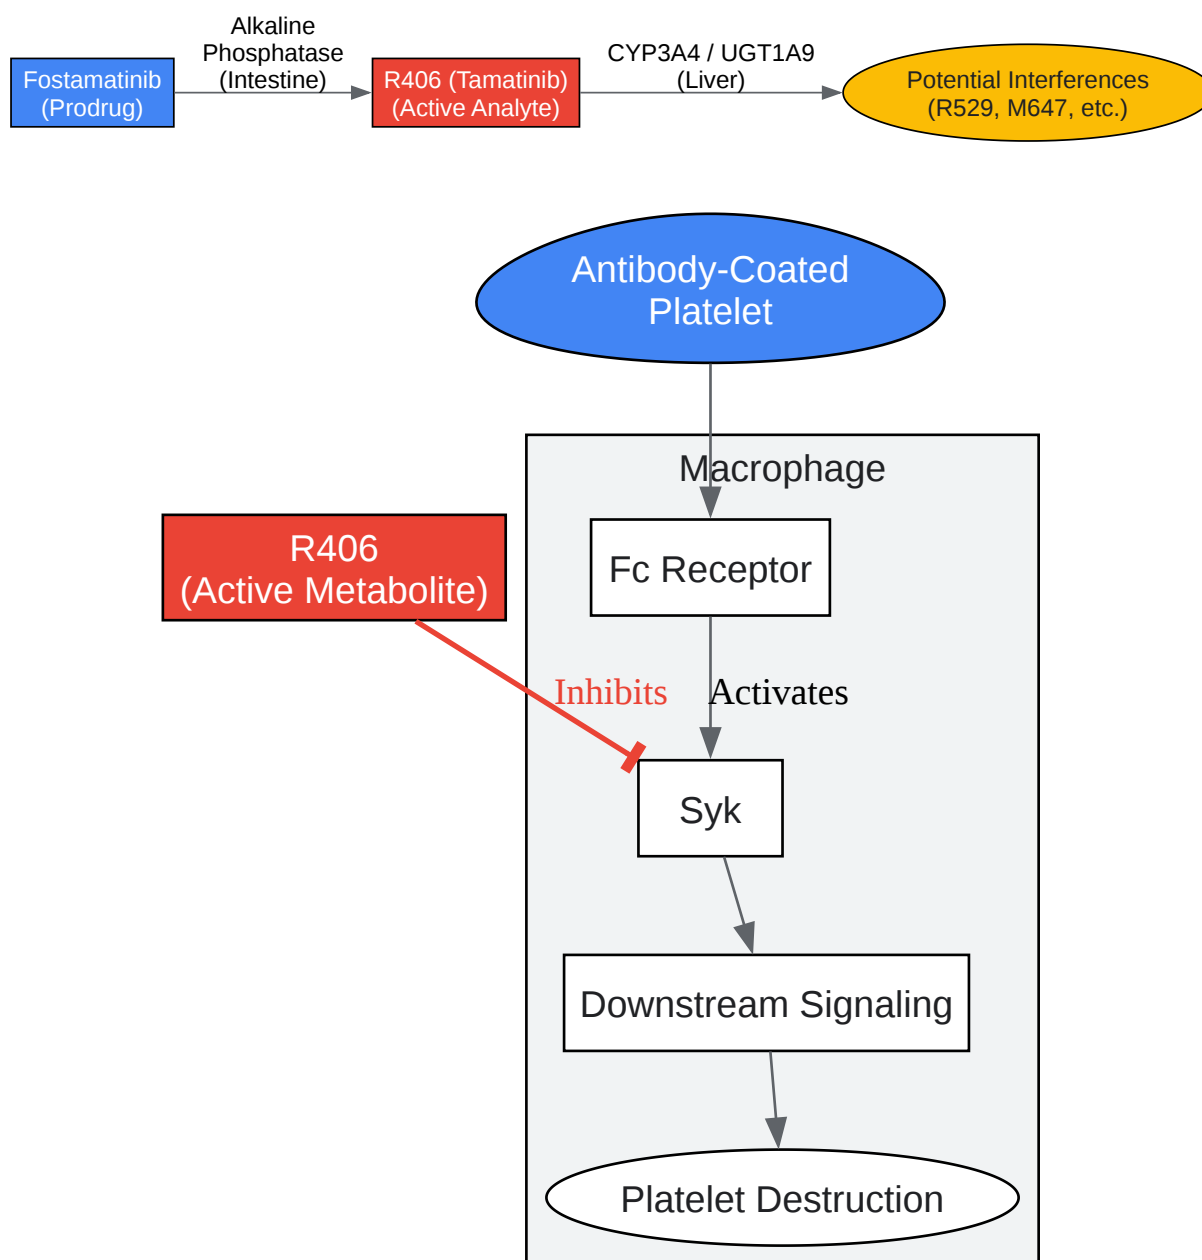 Fostamatinib
(Prodrug)
Alkaline
Phosphatase
(Intestine)
R406 (Tamatinib)
(Active Analyte)
CYP3A4 / UGT1A9
(Liver)
Potential Interferences
(R529, M647, etc.)
Antibody-Coated
Platelet
Macrophage
R406
(Active Metabolite)
Fc Receptor
Inhibits
Activates
Syk
Downstream Signaling
Platelet Destruction